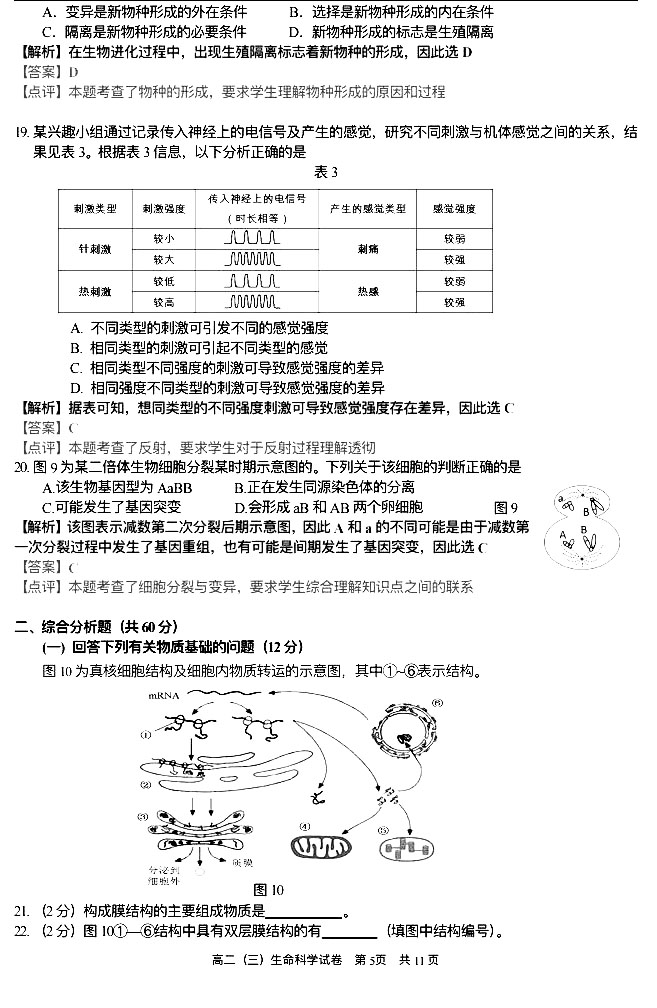 A．变异是新物种形成的外在条件 B．选择是新物种形成的内在条件
C．隔离是新物种形成的必要条件 D．新物种形成的标志是生殖隔离
【解析】在生物进化过程中，出现生殖隔离标志着新物种的形成，因此选 D
【答案】D
【点评】本题考查了物种的形成，要求学生理解物种形成的原因和过程
19. 某兴趣小组通过记录传入神经上的电信号及产生的感觉，研究不同刺激与机体感觉之间的关系，结
果见表 3。根据表 3 信息，以下分析正确的是
表 3
刺激类型 刺激强度 传入神经上的电信号（时长相等） 产生的感觉类型 感觉强度
针刺激 较小 刺痛 较弱
较大 较强
热刺激 较低 热感 较弱
较高 较强
A. 不同类型的刺激可引发不同的感觉强度
B. 相同类型的刺激可引起不同类型的感觉
C. 相同类型不同强度的刺激可导致感觉强度的差异
D. 相同强度不同类型的刺激可导致感觉强度的差异
【解析】据表可知，想同类型的不同强度刺激可导致感觉强度存在差异，因此选 C
【答案】C
【点评】本题考查了反射，要求学生对于反射过程理解透彻
20. 图 9 为某二倍体生物细胞分裂某时期示意图的。下列关于该细胞的判断正确的是
A.该生物基因型为 AaBB B.正在发生同源染色体的分离
C.可能发生了基因突变 D.会形成 aB 和 AB 两个卵细胞 图 9
a B
A B
【解析】该图表示减数第二次分裂后期示意图，因此 A 和 a 的不同可能是由于减数第
一次分裂过程中发生了基因重组，也有可能是间期发生了基因突变，因此选 C
【答案】C
【点评】本题考查了细胞分裂与变异，要求学生综合理解知识点之间的联系
二、综合分析题（共 60 分）
(一) 回答下列有关物质基础的问题（12 分）
图 10 为真核细胞结构及细胞内物质转运的示意图，其中①~⑥表示结构。
mRNA
⑥
①
②
③
④
⑤
分泌到
细胞外
质膜
图 10
21. （2 分）构成膜结构的主要组成物质是__________。
22. （2 分）图 10①—⑥结构中具有双层膜结构的有_______（填图中结构编号）。
高二（三）生命科学试卷 第 5页 共 11 页